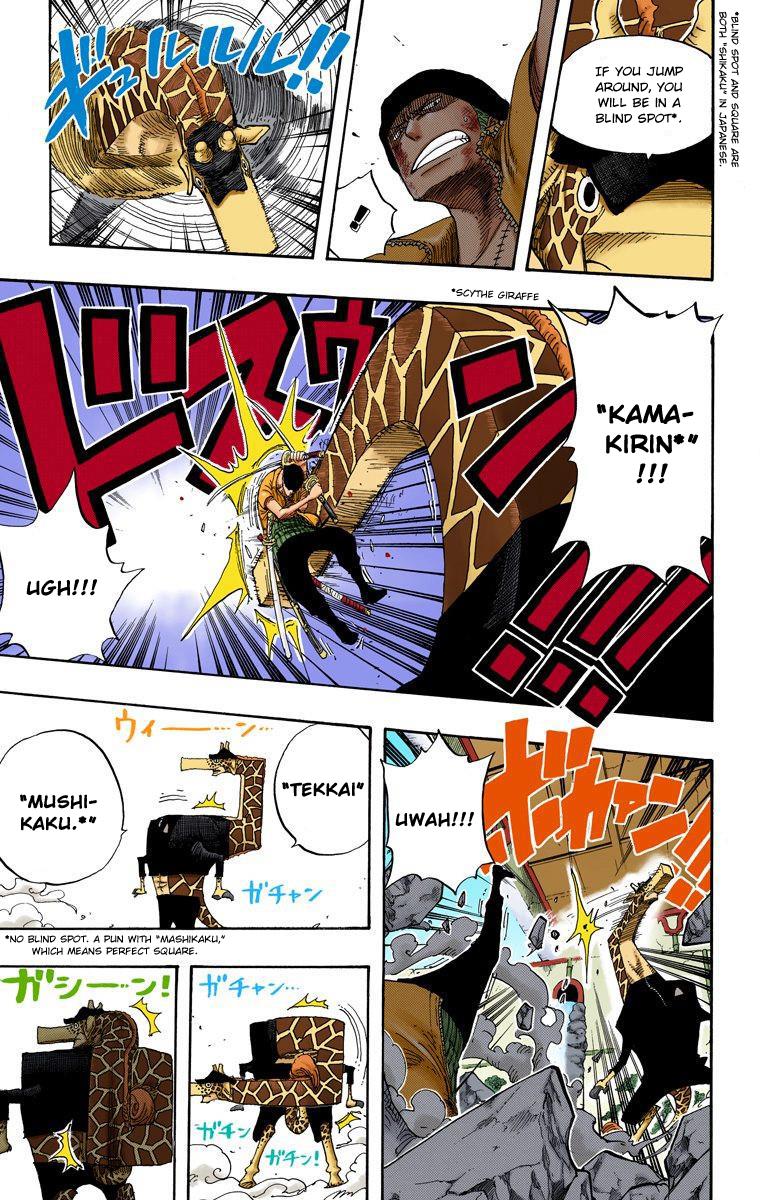 *BLIND SPOT AND SQUARE ARE
BOTH "SHIKAKU" IN JAPANESE.
IF YOU JUMP
AROUND, YOU
WILL BE IN A
BLIND SPOT*.
!
ギュルルルル!!
*SCYTHE GIRAFFE
"KAMA-
KIRIN*"
!!!
ドスゥン!!!
UGH!!!
ボカァン!!!
UWAH!!!
ウィーーン…
"TEKKAI"
"MUSHI-
KAKU.*"
ガチャン
*NO BLIND SPOT. A PUN WITH "MASHIKAKU,"
WHICH MEANS PERFECT SQUARE.
ガチャン…
ガチン
ガチン!
ガシーーン!